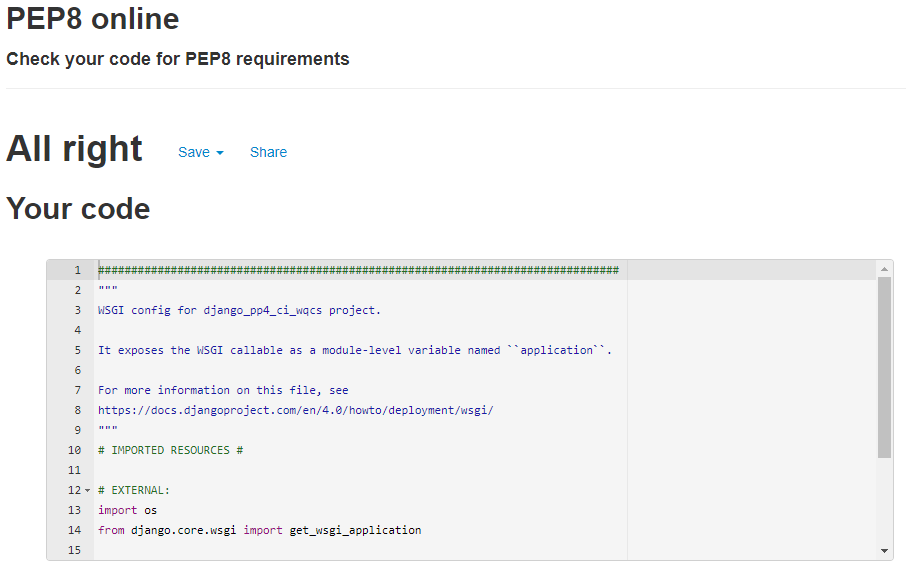 PEP8 online
Check your code for PEP8 requirements
All right Save Share
Your code
1 ###############################################################################
2 """
3 WSGI config for django_pp4_ci_wqcs project.
4
5 It exposes the WSGI callable as a module-level variable named ``application``.
6
7 For more information on this file, see
8 https://docs.djangoproject.com/en/4.0/howto/deployment/wsgi/
9 """
10 # IMPORTED RESOURCES #
11
12 # EXTERNAL:
13 import os
14 from django.core.wsgi import get_wsgi_application
15